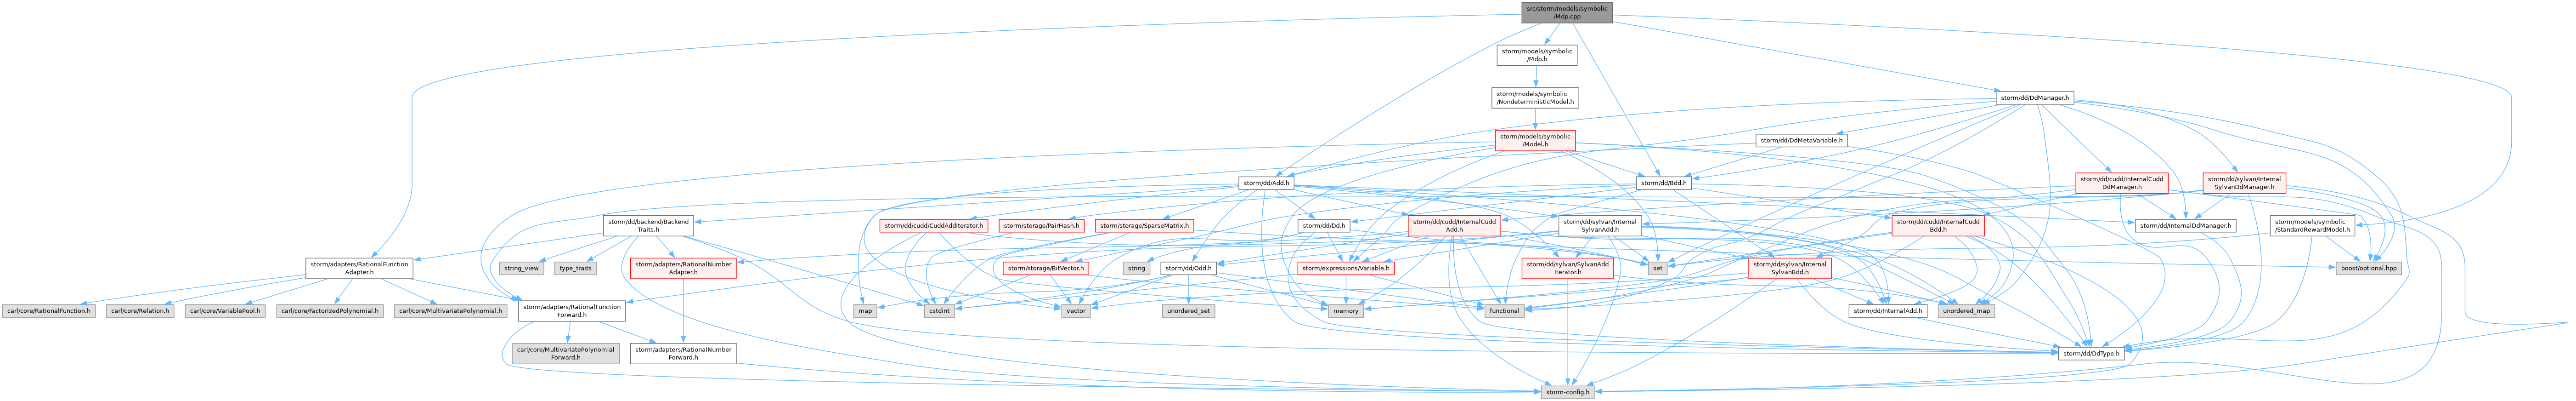 src/storm/models/symbolic
/Mdp.cpp
storm/models/symbolic
/Mdp.h
storm/models/symbolic
/NondeterministicModel.h
storm/dd/DdManager.h
storm/models/symbolic
/Model.h
storm/dd/DdMetaVariable.h
storm/dd/Add.h
storm/dd/Bdd.h
storm/dd/cudd/InternalCudd
DdManager.h
storm/dd/sylvan/Internal
SylvanDdManager.h
storm/dd/backend/Backend
Traits.h
storm/dd/cudd/CuddAddIterator.h
storm/storage/PairHash.h
storm/storage/SparseMatrix.h
storm/dd/Dd.h
storm/dd/cudd/InternalCudd
Add.h
storm/dd/sylvan/Internal
SylvanAdd.h
storm/dd/cudd/InternalCudd
Bdd.h
storm/dd/InternalDdManager.h
storm/models/symbolic
/StandardRewardModel.h
storm/adapters/RationalFunction
Adapter.h
string_view
type_traits
storm/adapters/RationalNumber
Adapter.h
storm/storage/BitVector.h
string
storm/dd/Odd.h
storm/expressions/Variable.h
set
storm/dd/sylvan/SylvanAdd
Iterator.h
storm/dd/sylvan/Internal
SylvanBdd.h
boost/optional.hpp
carl/core/RationalFunction.h
carl/core/Relation.h
carl/core/VariablePool.h
carl/core/FactorizedPolynomial.h
carl/core/MultivariatePolynomial.h
storm/adapters/RationalFunction
Forward.h
map
cstdint
vector
unordered_set
memory
functional
storm/dd/InternalAdd.h
unordered_map
carl/core/MultivariatePolynomial
Forward.h
storm/adapters/RationalNumber
Forward.h
storm/dd/DdType.h
storm-config.h